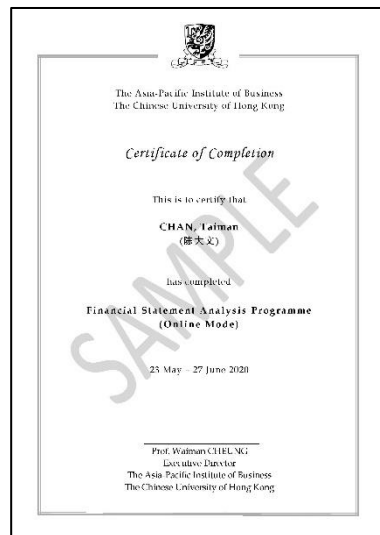 The Asia-Pacific Institute of Business
The Chinese University of Hong Kong
Certificate of Completion
This is to certify that
CHAN, Taiman
(陳大文)
has completed
Financial Statement Analysis Programme
(Online Mode)
23 May – 27 June 2020
SAMPLE
Prof. Waiman CHEUNG
Executive Director
The Asia-Pacific Institute of Business
The Chinese University of Hong Kong